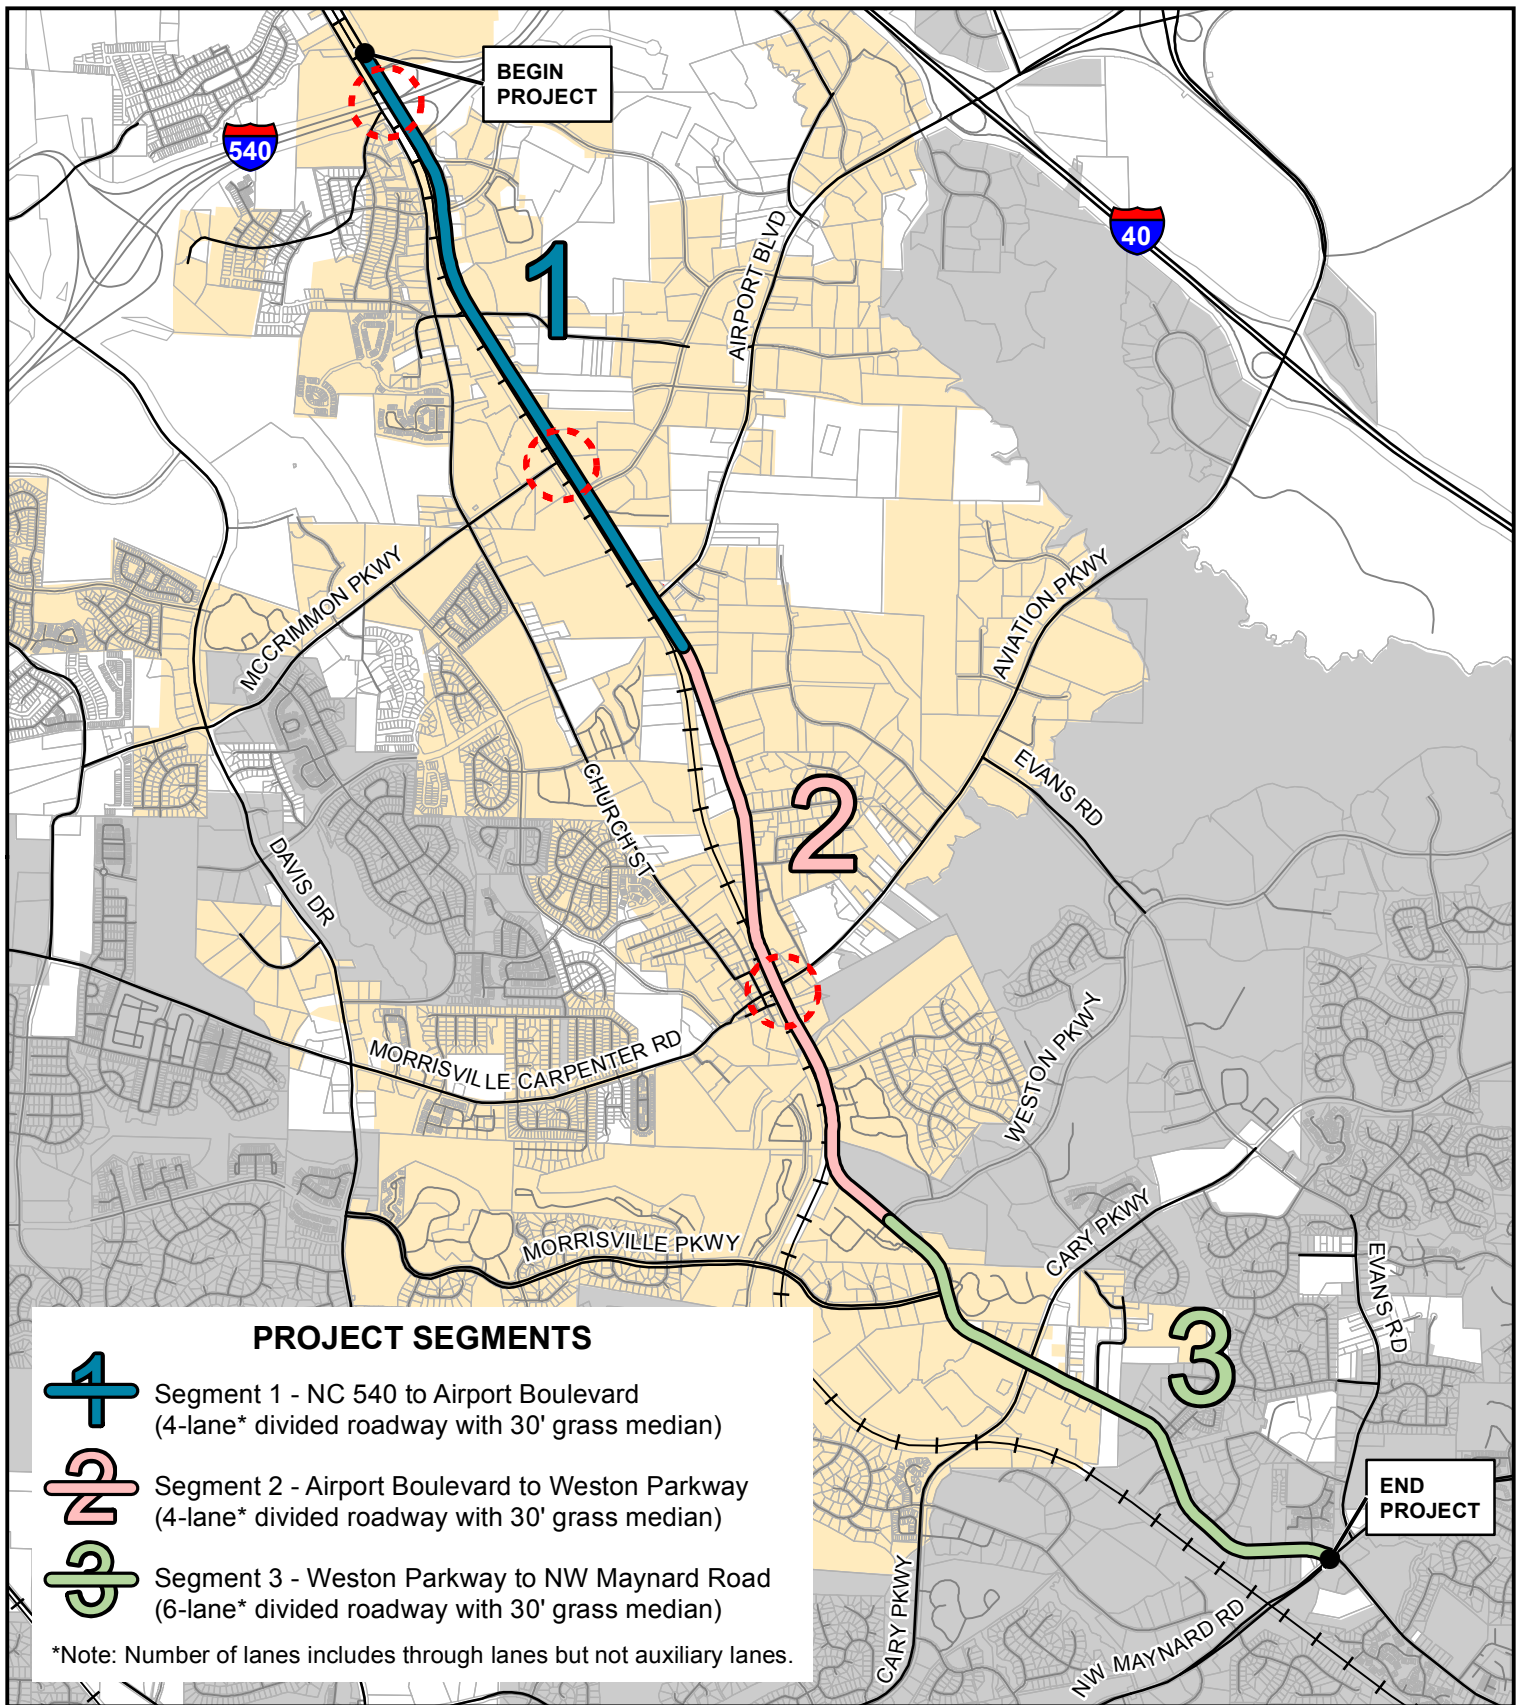 BEGIN
PROJECT
540
40
1
AIRPORT BLVD
MCCRIMMON PKWY
AVIATION PKWY
EVANS RD
2
CHURCH ST
DAVIS DR
MORRISVILLE CARPENTER RD
WESTON PKWY
CARY PKWY
MORRISVILLE PKWY
EVANS RD
3
END
PROJECT
CARY PKWY
NW MAYNARD RD
PROJECT SEGMENTS
1 Segment 1 - NC 540 to Airport Boulevard
(4-lane* divided roadway with 30' grass median)
2 Segment 2 - Airport Boulevard to Weston Parkway
(4-lane* divided roadway with 30' grass median)
3 Segment 3 - Weston Parkway to NW Maynard Road
(6-lane* divided roadway with 30' grass median)
*Note: Number of lanes includes through lanes but not auxiliary lanes.